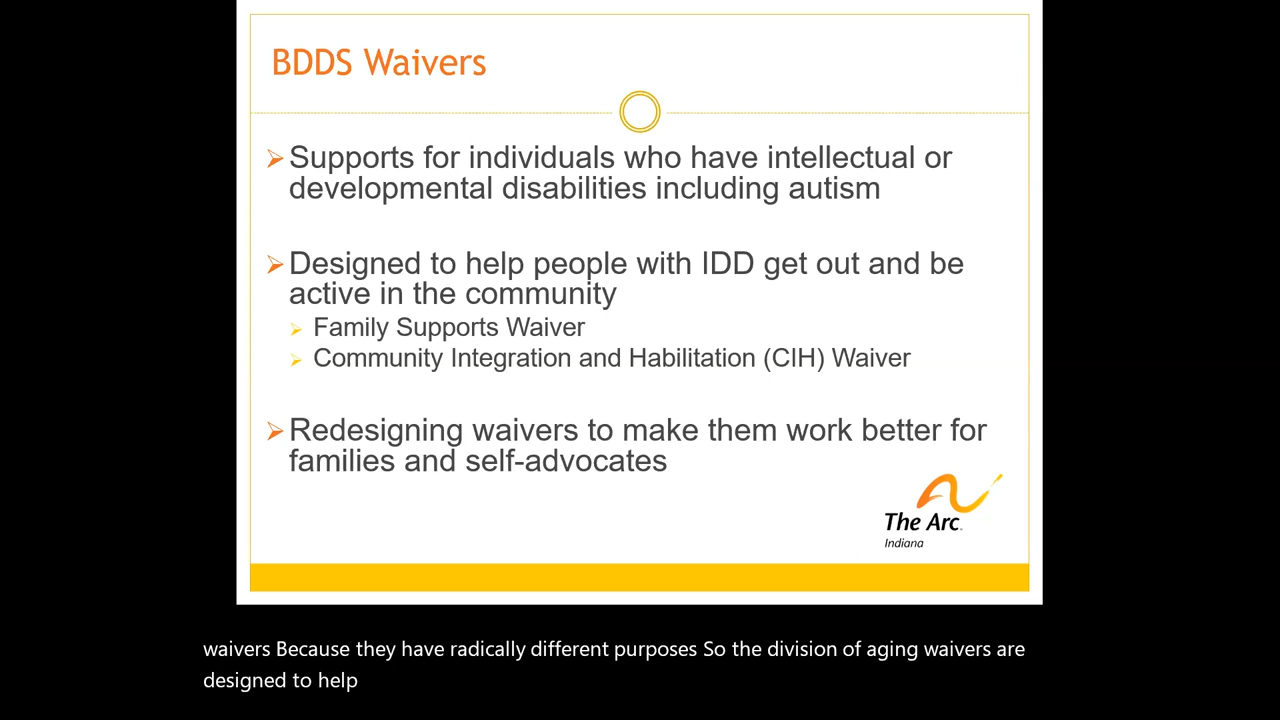 BDDS Waivers
Supports for individuals who have intellectual or
developmental disabilities including autism
Designed to help people with IDD get out and be
active in the community
Family Supports Waiver
Community Integration and Habilitation (CIH) Waiver
Redesigning waivers to make them work better for
families and self-advocates
The Arc
Indiana
waivers Because they have radically different purposes So the division of aging waivers are
designed to help